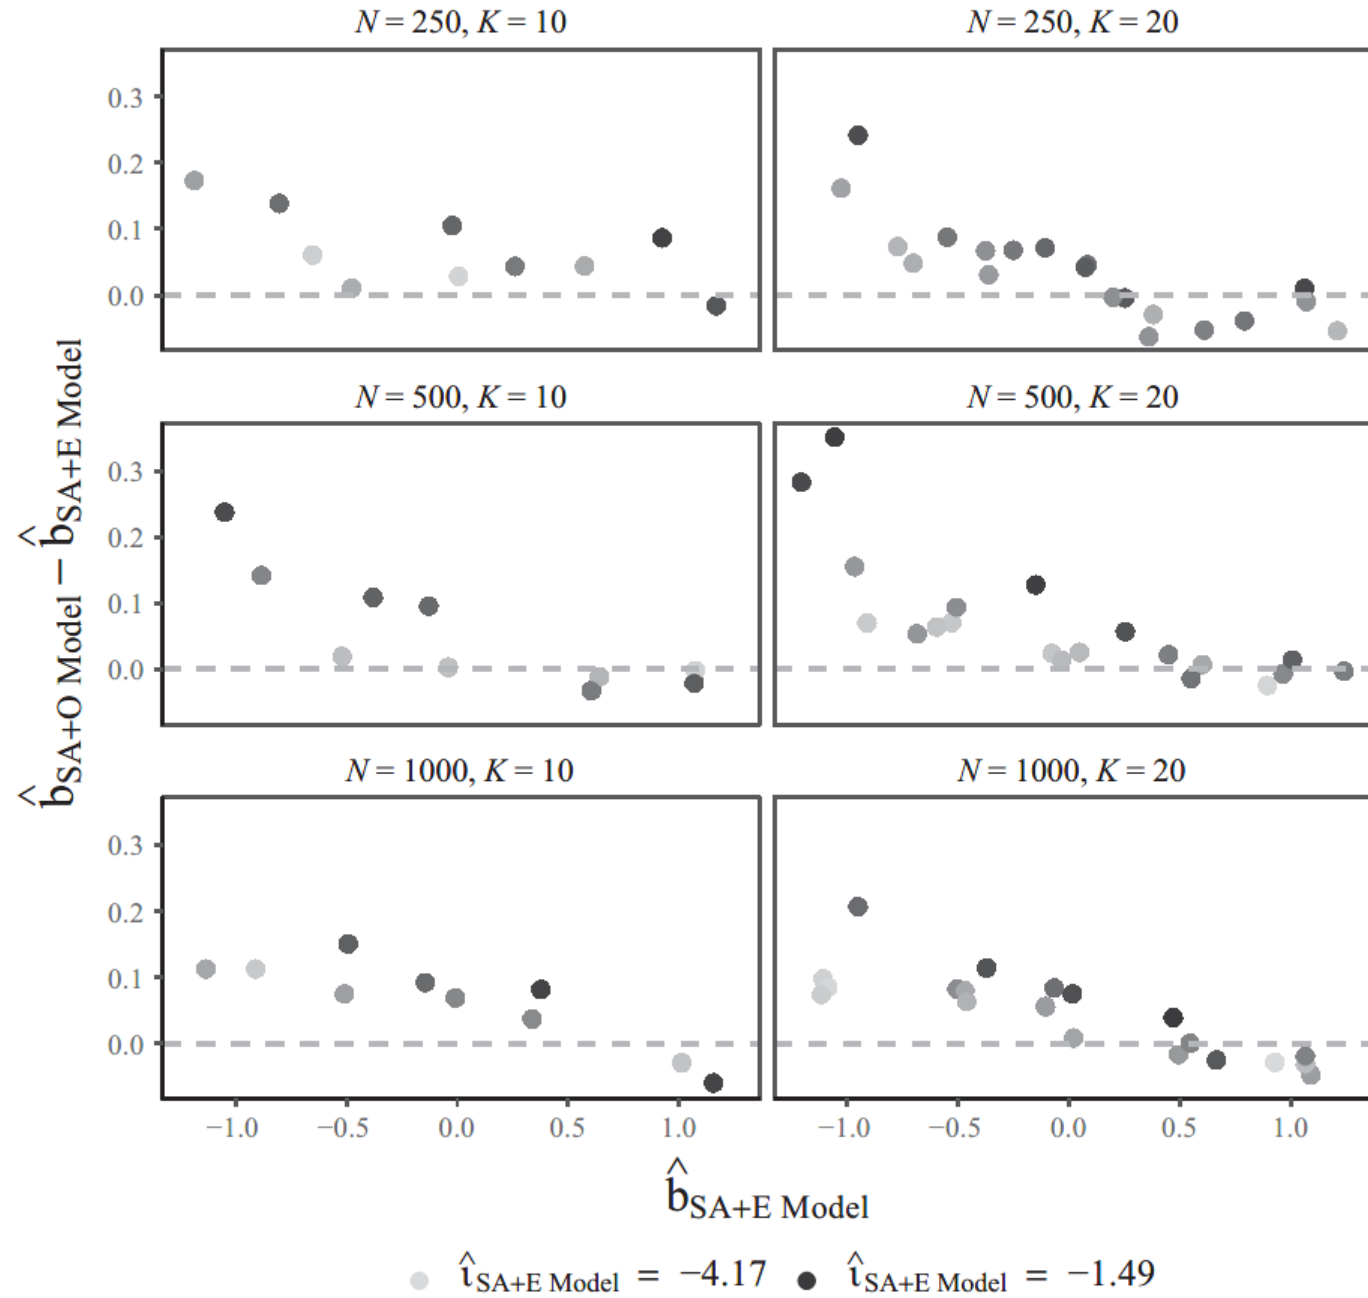 N = 250, K = 10
N = 250, K = 20
0.3
0.2
0.1
0.0
N = 500, K = 10
N = 500, K = 20
0.3
0.2
0.1
0.0
b̂SA+O Model − b̂SA+E Model
N = 1000, K = 10
N = 1000, K = 20
0.3
0.2
0.1
0.0
−1.0 −0.5 0.0 0.5 1.0
−1.0 −0.5 0.0 0.5 1.0
b̂SA+E Model
ι̂SA+E Model = −4.17 ι̂SA+E Model = −1.49